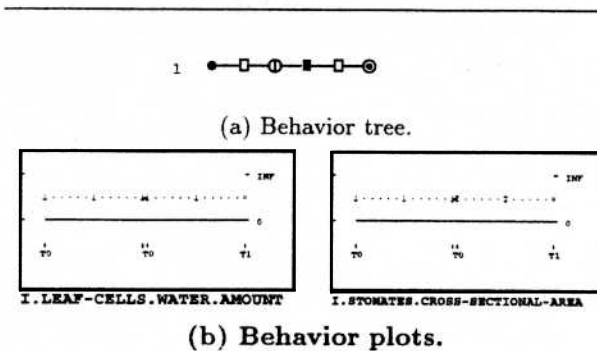 1
(a) Behavior tree.
INF
0
T0 T0 T1
I.LEAF-CELLS.WATER.AMOUNT
INF
0
T0 T0 T1
I.STOMATES.CROSS-SECTIONAL-AREA
(b) Behavior plots.